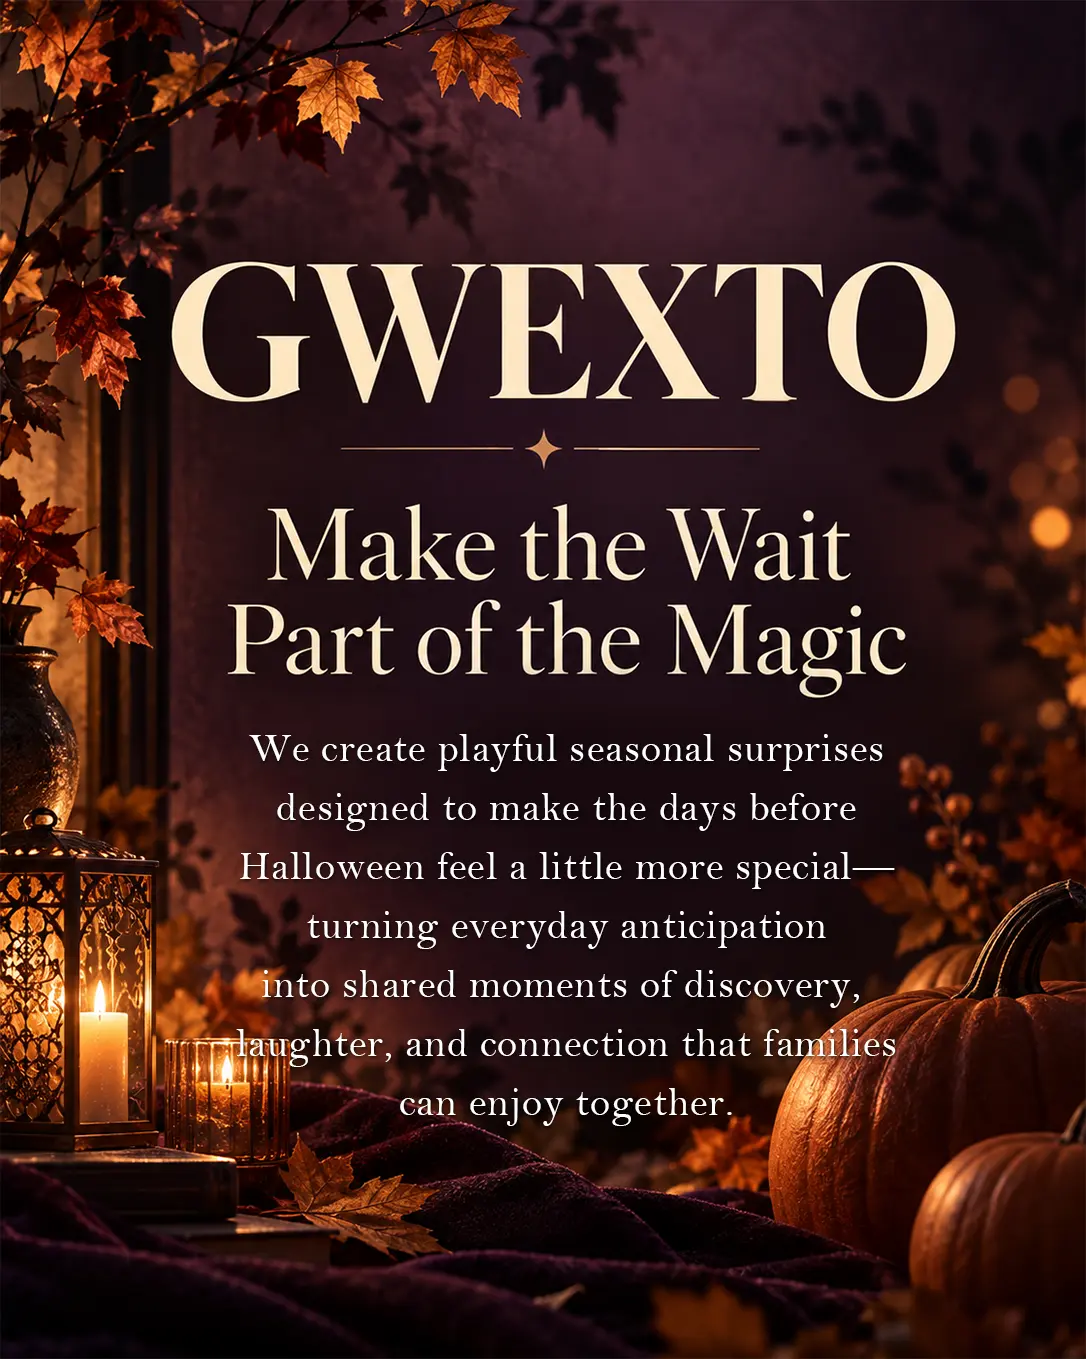 GWEXTO
Make the Wait
Part of the Magic
We create playful seasonal surprises
designed to make the days before
Halloween feel a little more special—
turning everyday anticipation
into shared moments of discovery,
laughter, and connection that families
can enjoy together.